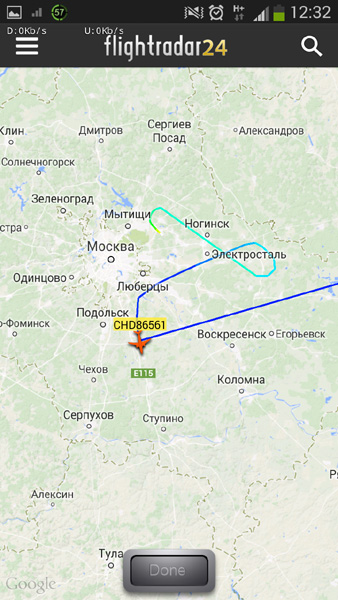 57
H+
12:32
D:0Kb/s
U:0Kb/s
flightradar24
Клин
Дмитров
Сергиев
Посад
Александров
Солнечногорск
Зеленоград
Мытищи
Ногинск
стра
Москва
Электросталь
Одинцово
Люберцы
Подольск
о-Фоминск
CHD86561
Воскресенск
Егорьевск
E115
Чехов
Коломна
Серпухов
Ступино
Алексин
Тула
Done
Google